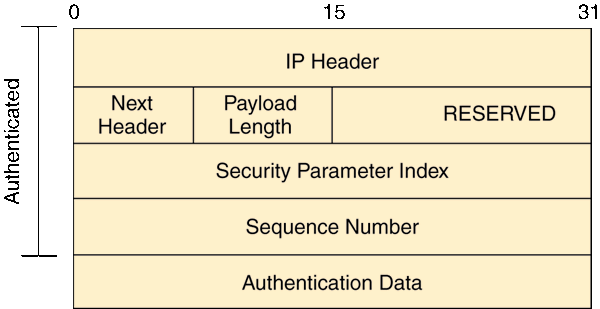 0 15 31
IP Header
Next Header
Payload Length
RESERVED
Security Parameter Index
Sequence Number
Authentication Data
Authenticated